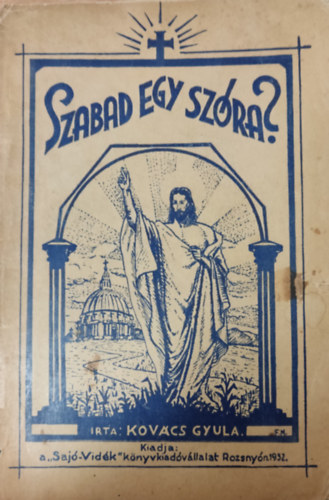 SZABAD EGY SZÓRA?
IRTA: KOVÁCS GYULA.
F.N.
Kiadja:
a „Sajó-Vidék" könyvkiadóvállalat Rozsnyón.1932.